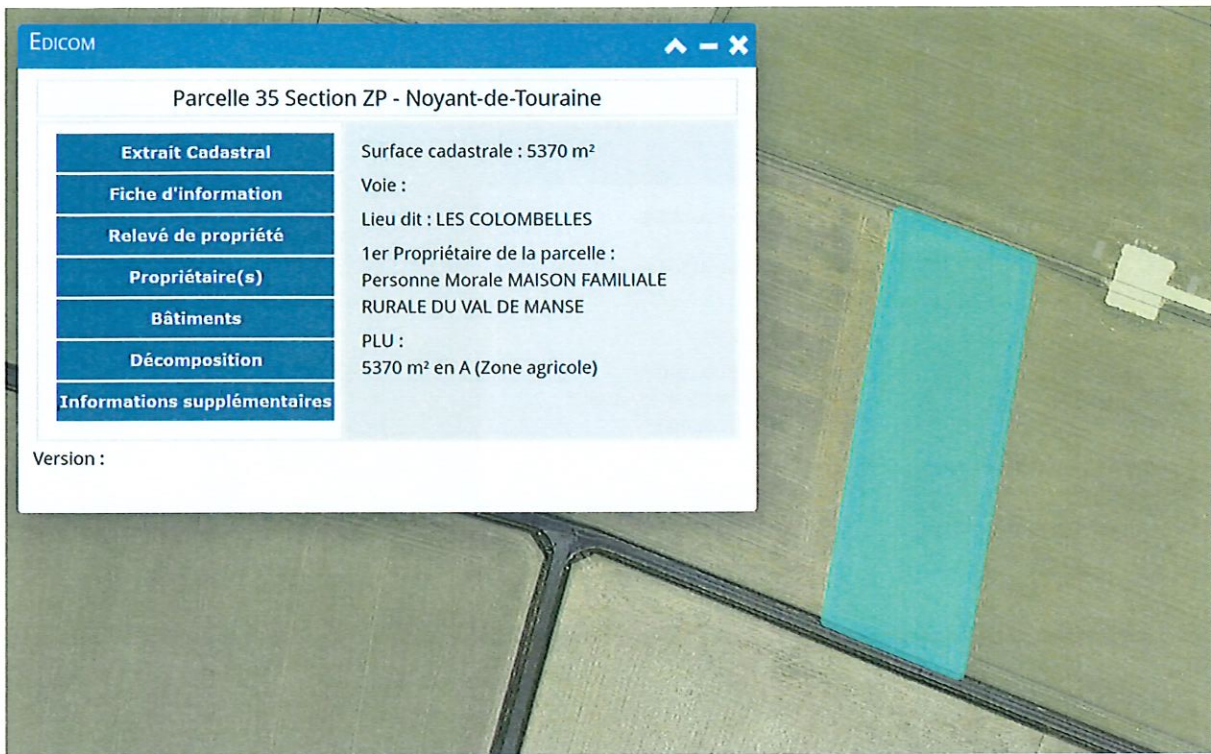 EDICOM
Parcelle 35 Section ZP - Noyant-de-Touraine
Extrait Cadastral
Fiche d'information
Relevé de propriété
Propriétaire(s)
Bâtiments
Décomposition
Informations supplémentaires
Surface cadastrale : 5370 m²
Voie :
Lieu dit : LES COLOMBELLES
1er Propriétaire de la parcelle :
Personne Morale MAISON FAMILIALE
RURALE DU VAL DE MANSE
PLU :
5370 m² en A (Zone agricole)
Version :